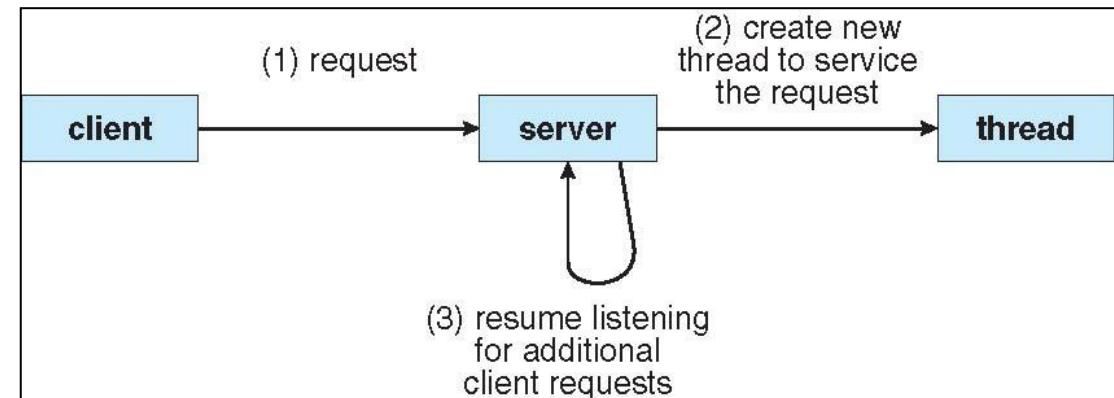 (1) request
(2) create new
thread to service
the request
client
server
thread
(3) resume listening
for additional
client requests